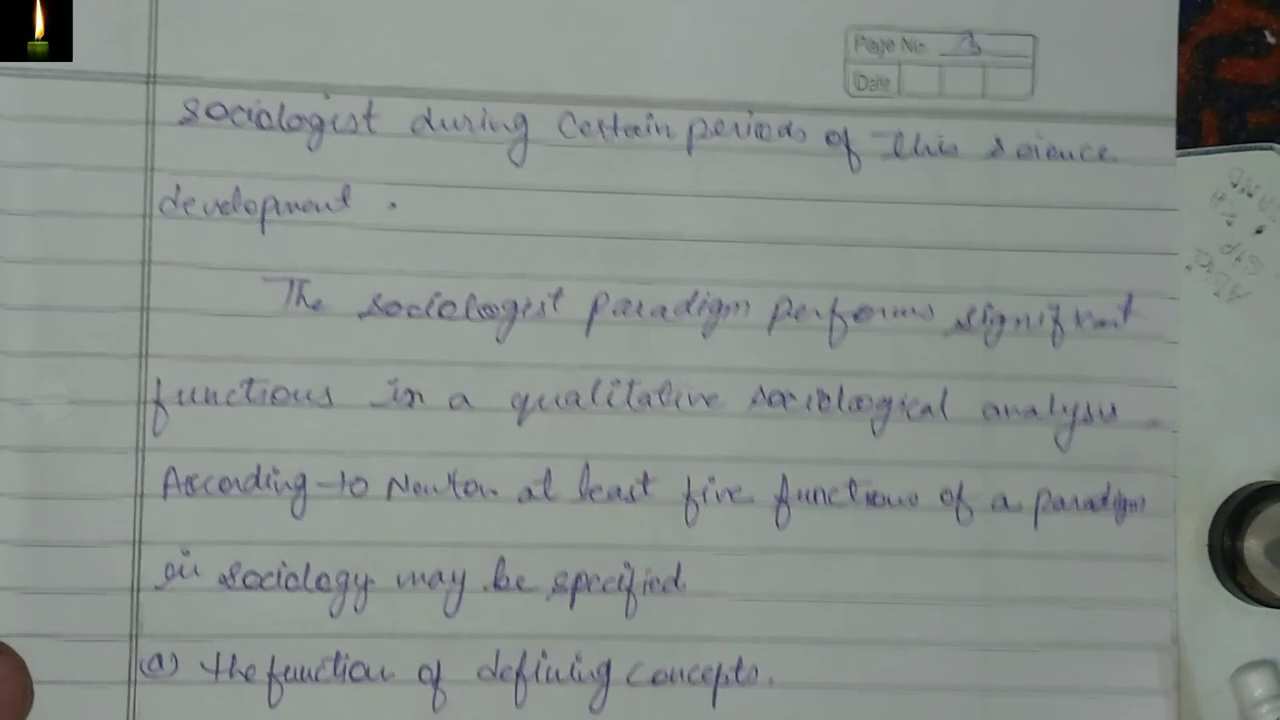 Page No. 3
Date
sociologist during Certain periods of this science
development.
The sociologist paradigm performs significant
functions in a qualitative sociological analysis.
According to Newton at least five functions of a paradigm
in sociology may be specified.
(a) the function of defining concepts.